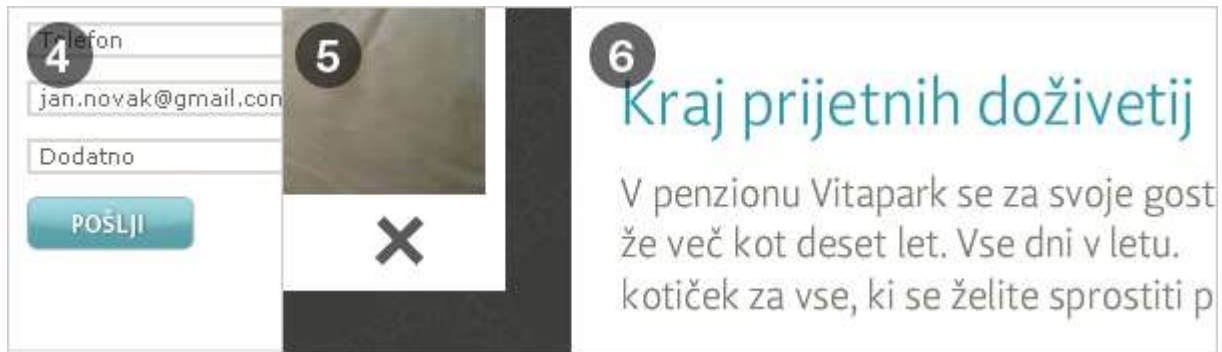 4
Telefon
jan.novak@gmail.con
Dodatno
POŠLJI
5
6
Kraj prijetnih doživetij
V penzionu Vitapark se za svoje gost
že več kot deset let. Vse dni v letu.
kotiček za vse, ki se želite sprostiti p